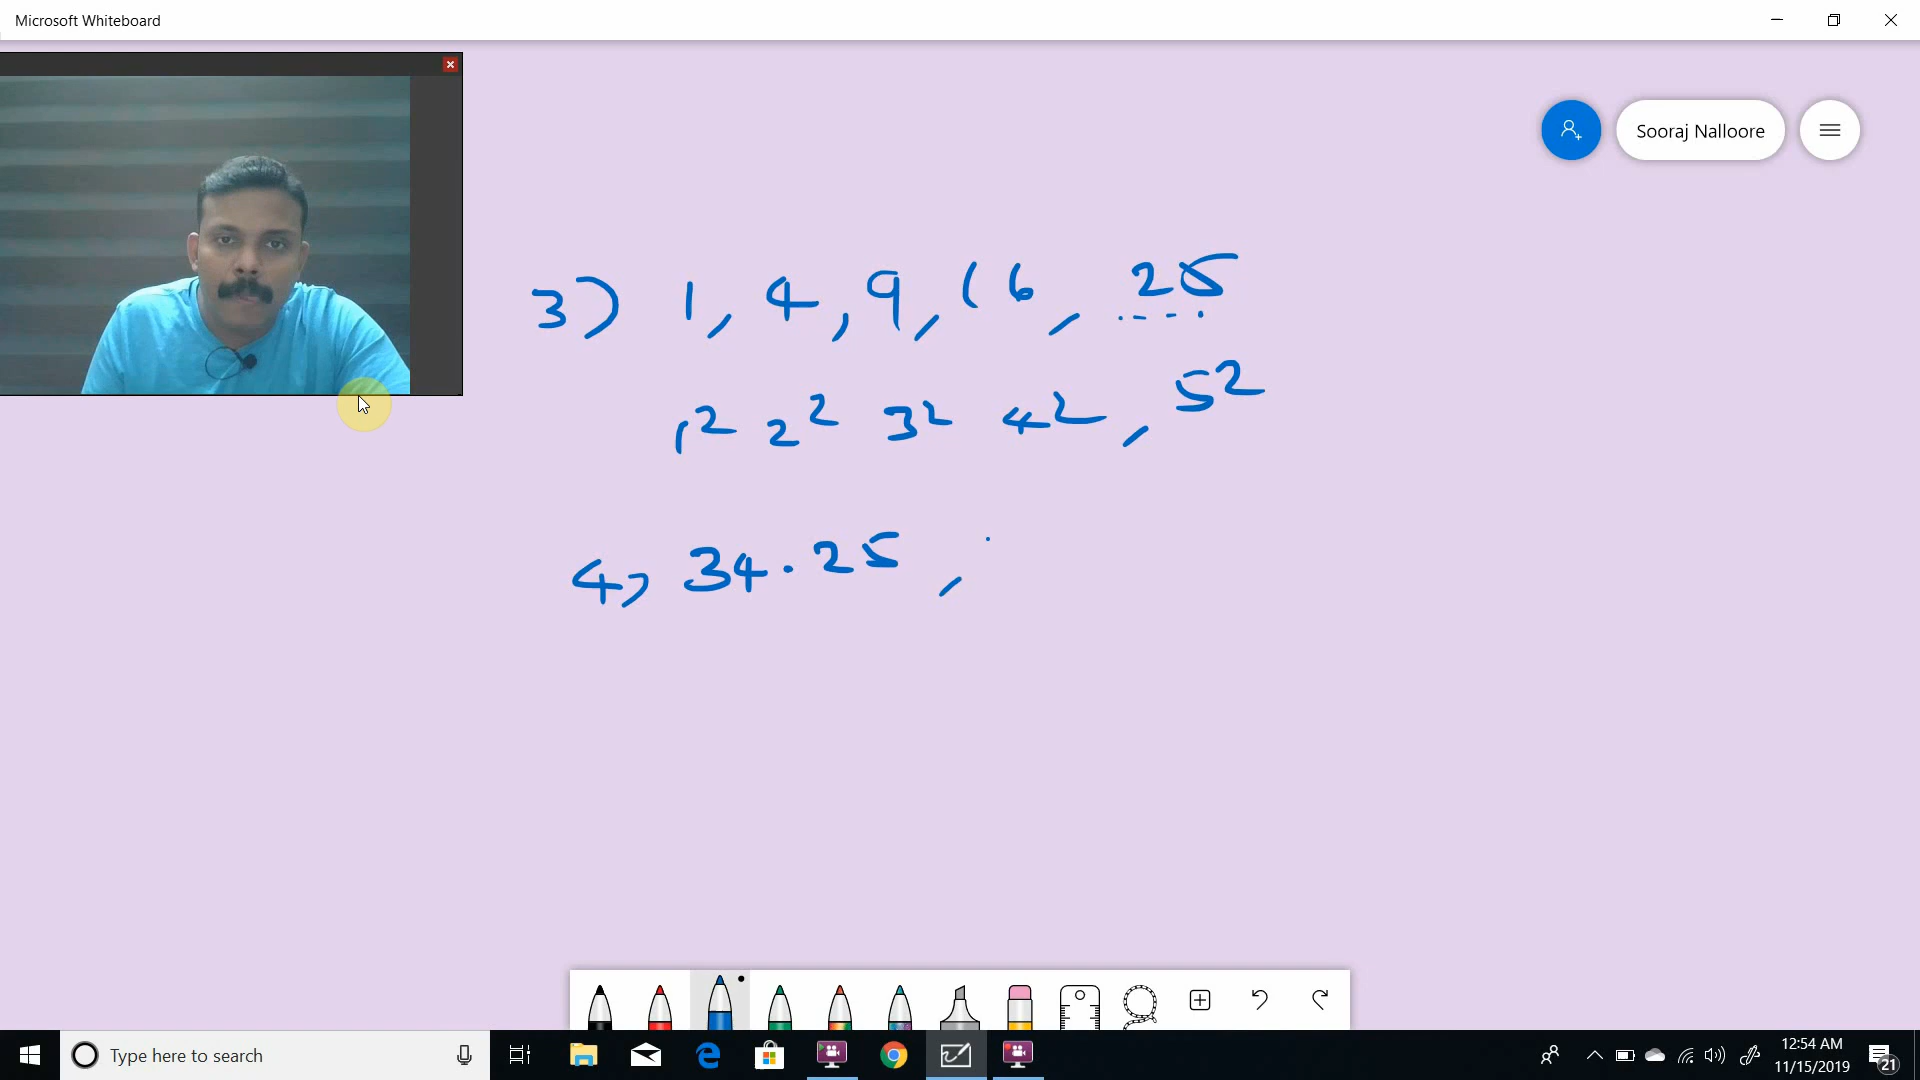 Microsoft Whiteboard
Sooraj Nalloore
3) 1, 4, 9, 16, 25
1² 2² 3² 4², 5²
4) 34.25,
Type here to search
12:54 AM
11/15/2019
21